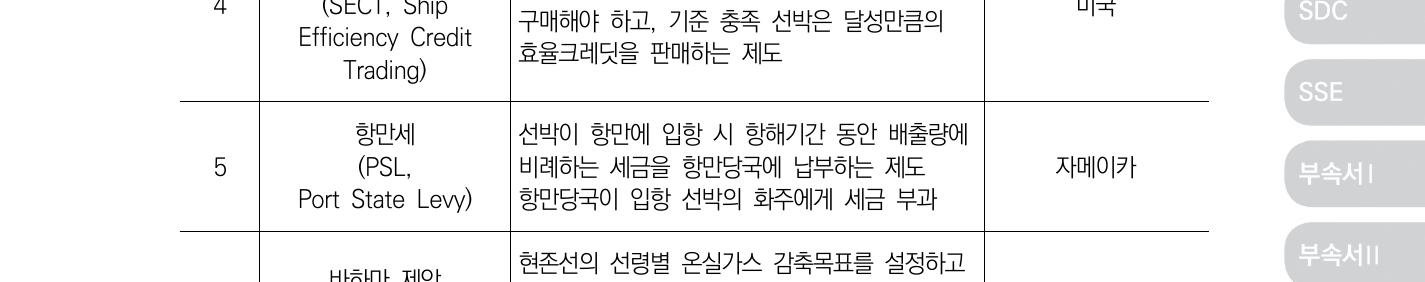 4
(SECT, Ship
Efficiency Credit
Trading)
구매해야 하고, 기준 충족 선박은 달성만큼의
효율크레딧을 판매하는 제도
미국
5
항만세
(PSL,
Port State Levy)
선박이 항만에 입항 시 항해기간 동안 배출량에
비례하는 세금을 항만당국에 납부하는 제도
항만당국이 입항 선박의 화주에게 세금 부과
자메이카
바하마 제안
현존선의 선령별 온실가스 감축목표를 설정하고
SDC
SSE
부속서Ⅰ
부속서Ⅱ